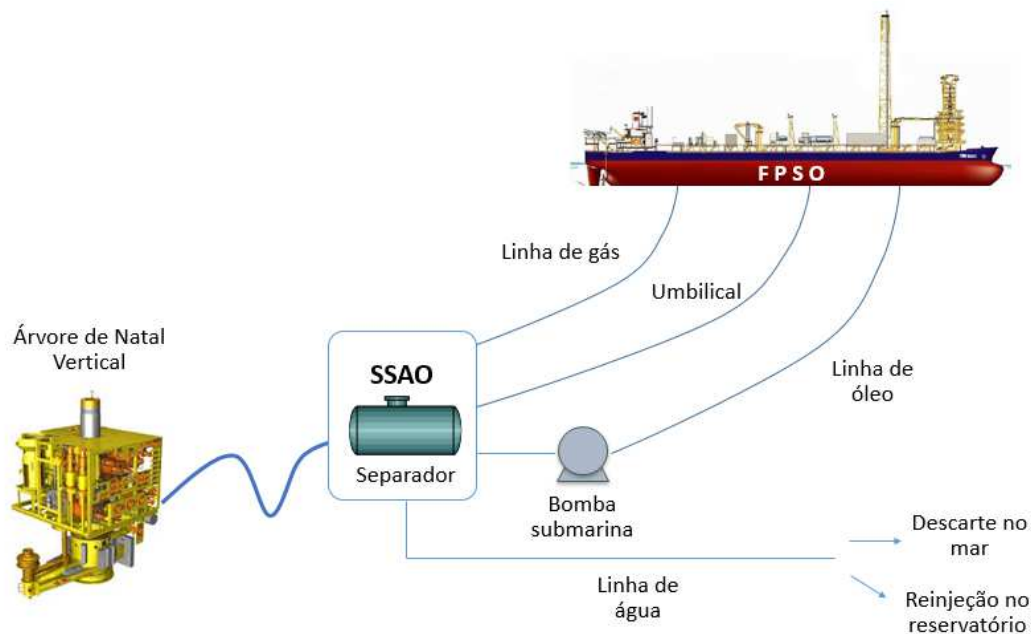 FPSO
Linha de gás
Umbilical
Árvore de Natal
Vertical
SSAO
Separador
Linha de
óleo
Bomba
submarina
Linha de
água
Descarte no
mar
Reinjeção no
reservatório